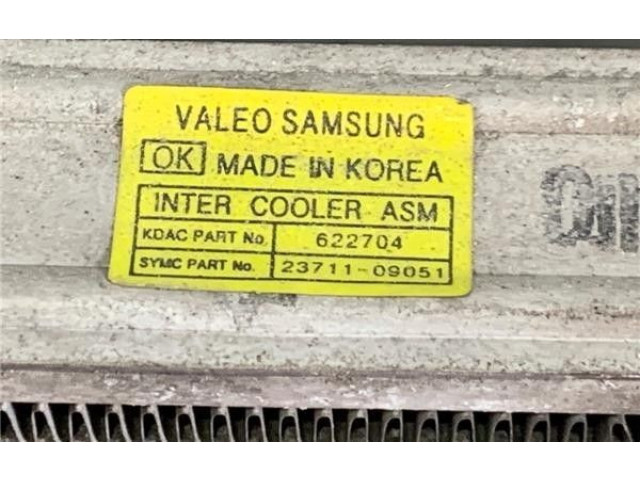 VALEO SAMSUNG
OK MADE IN KOREA
INTER COOLER ASM
KDAC PART No. 622704
SYMC PART No. 23711-09051